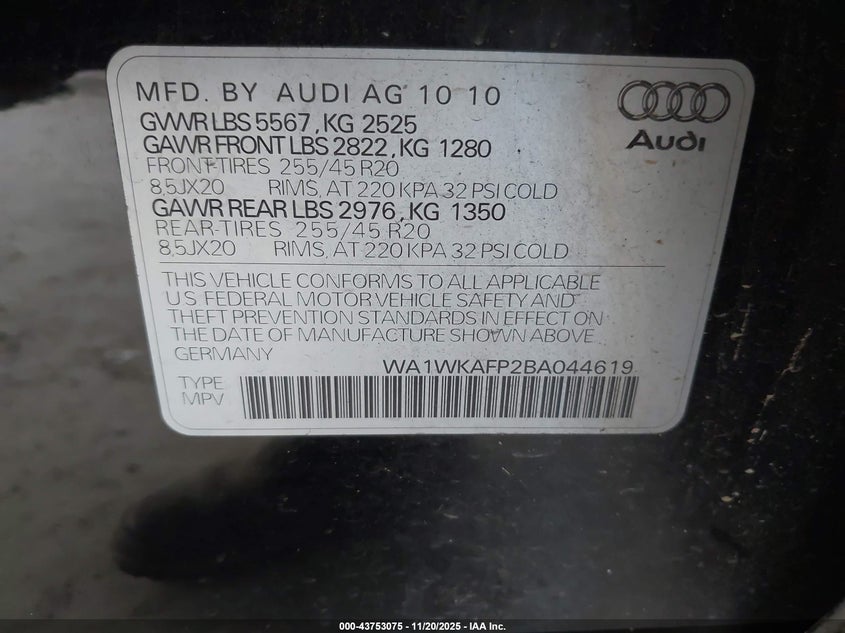 MFD. BY AUDI AG 10 10
GVWR LBS 5567, KG 2525
GAWR FRONT LBS 2822, KG 1280
FRONT-TIRES 255/45 R20
8,5JX20 RIMS, AT 220 KPA 32 PSI COLD
GAWR REAR LBS 2976, KG 1350
REAR-TIRES 255/45 R20
8,5JX20 RIMS, AT 220 KPA 32 PSI COLD
Audi
THIS VEHICLE CONFORMS TO ALL APPLICABLE
U.S. FEDERAL MOTOR VEHICLE SAFETY AND
THEFT PREVENTION STANDARDS IN EFFECT ON
THE DATE OF MANUFACTURE SHOWN ABOVE
GERMANY
WA1WKAFP2BA044619
TYPE
MPV
000-43753075 - 11/20/2025 - IAA Inc.